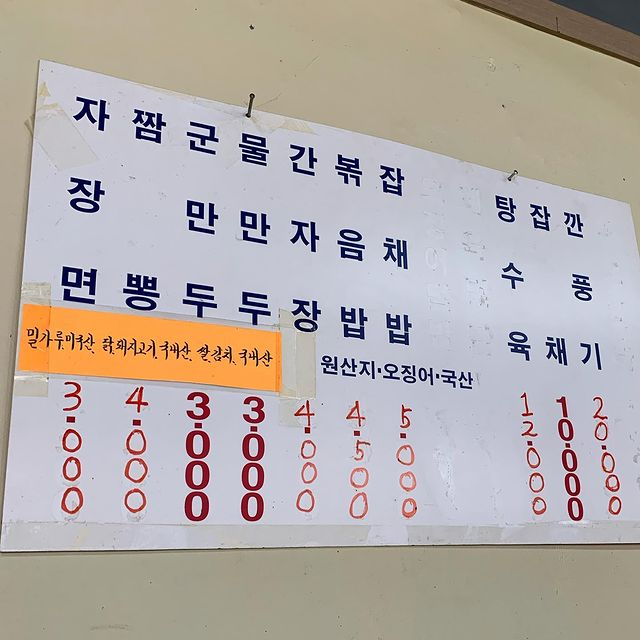 자장면
짬뽕
군만두
물만두
간자장
볶음밥
잡채밥
탕수육
잡채
깐풍기
밀가루미국산, 닭.돼지고기.국내산, 쌀.김치, 국내산
원산지·오징어·국산
3.000
4.000
3.000
3.000
4.000
4.500
5.000
12.000
10.000
20.000